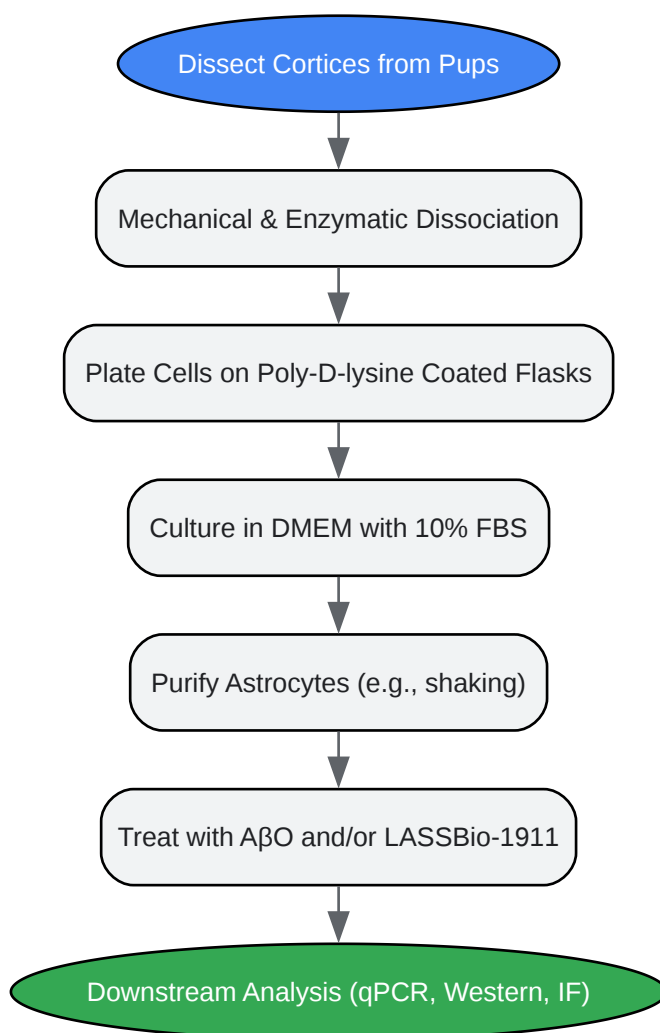 Dissect Cortices from Pups
Mechanical & Enzymatic Dissociation
Plate Cells on Poly-D-lysine Coated Flasks
Culture in DMEM with 10% FBS
Purify Astrocytes (e.g., shaking)
Treat with AβO and/or LASSBio-1911
Downstream Analysis (qPCR, Western, IF)